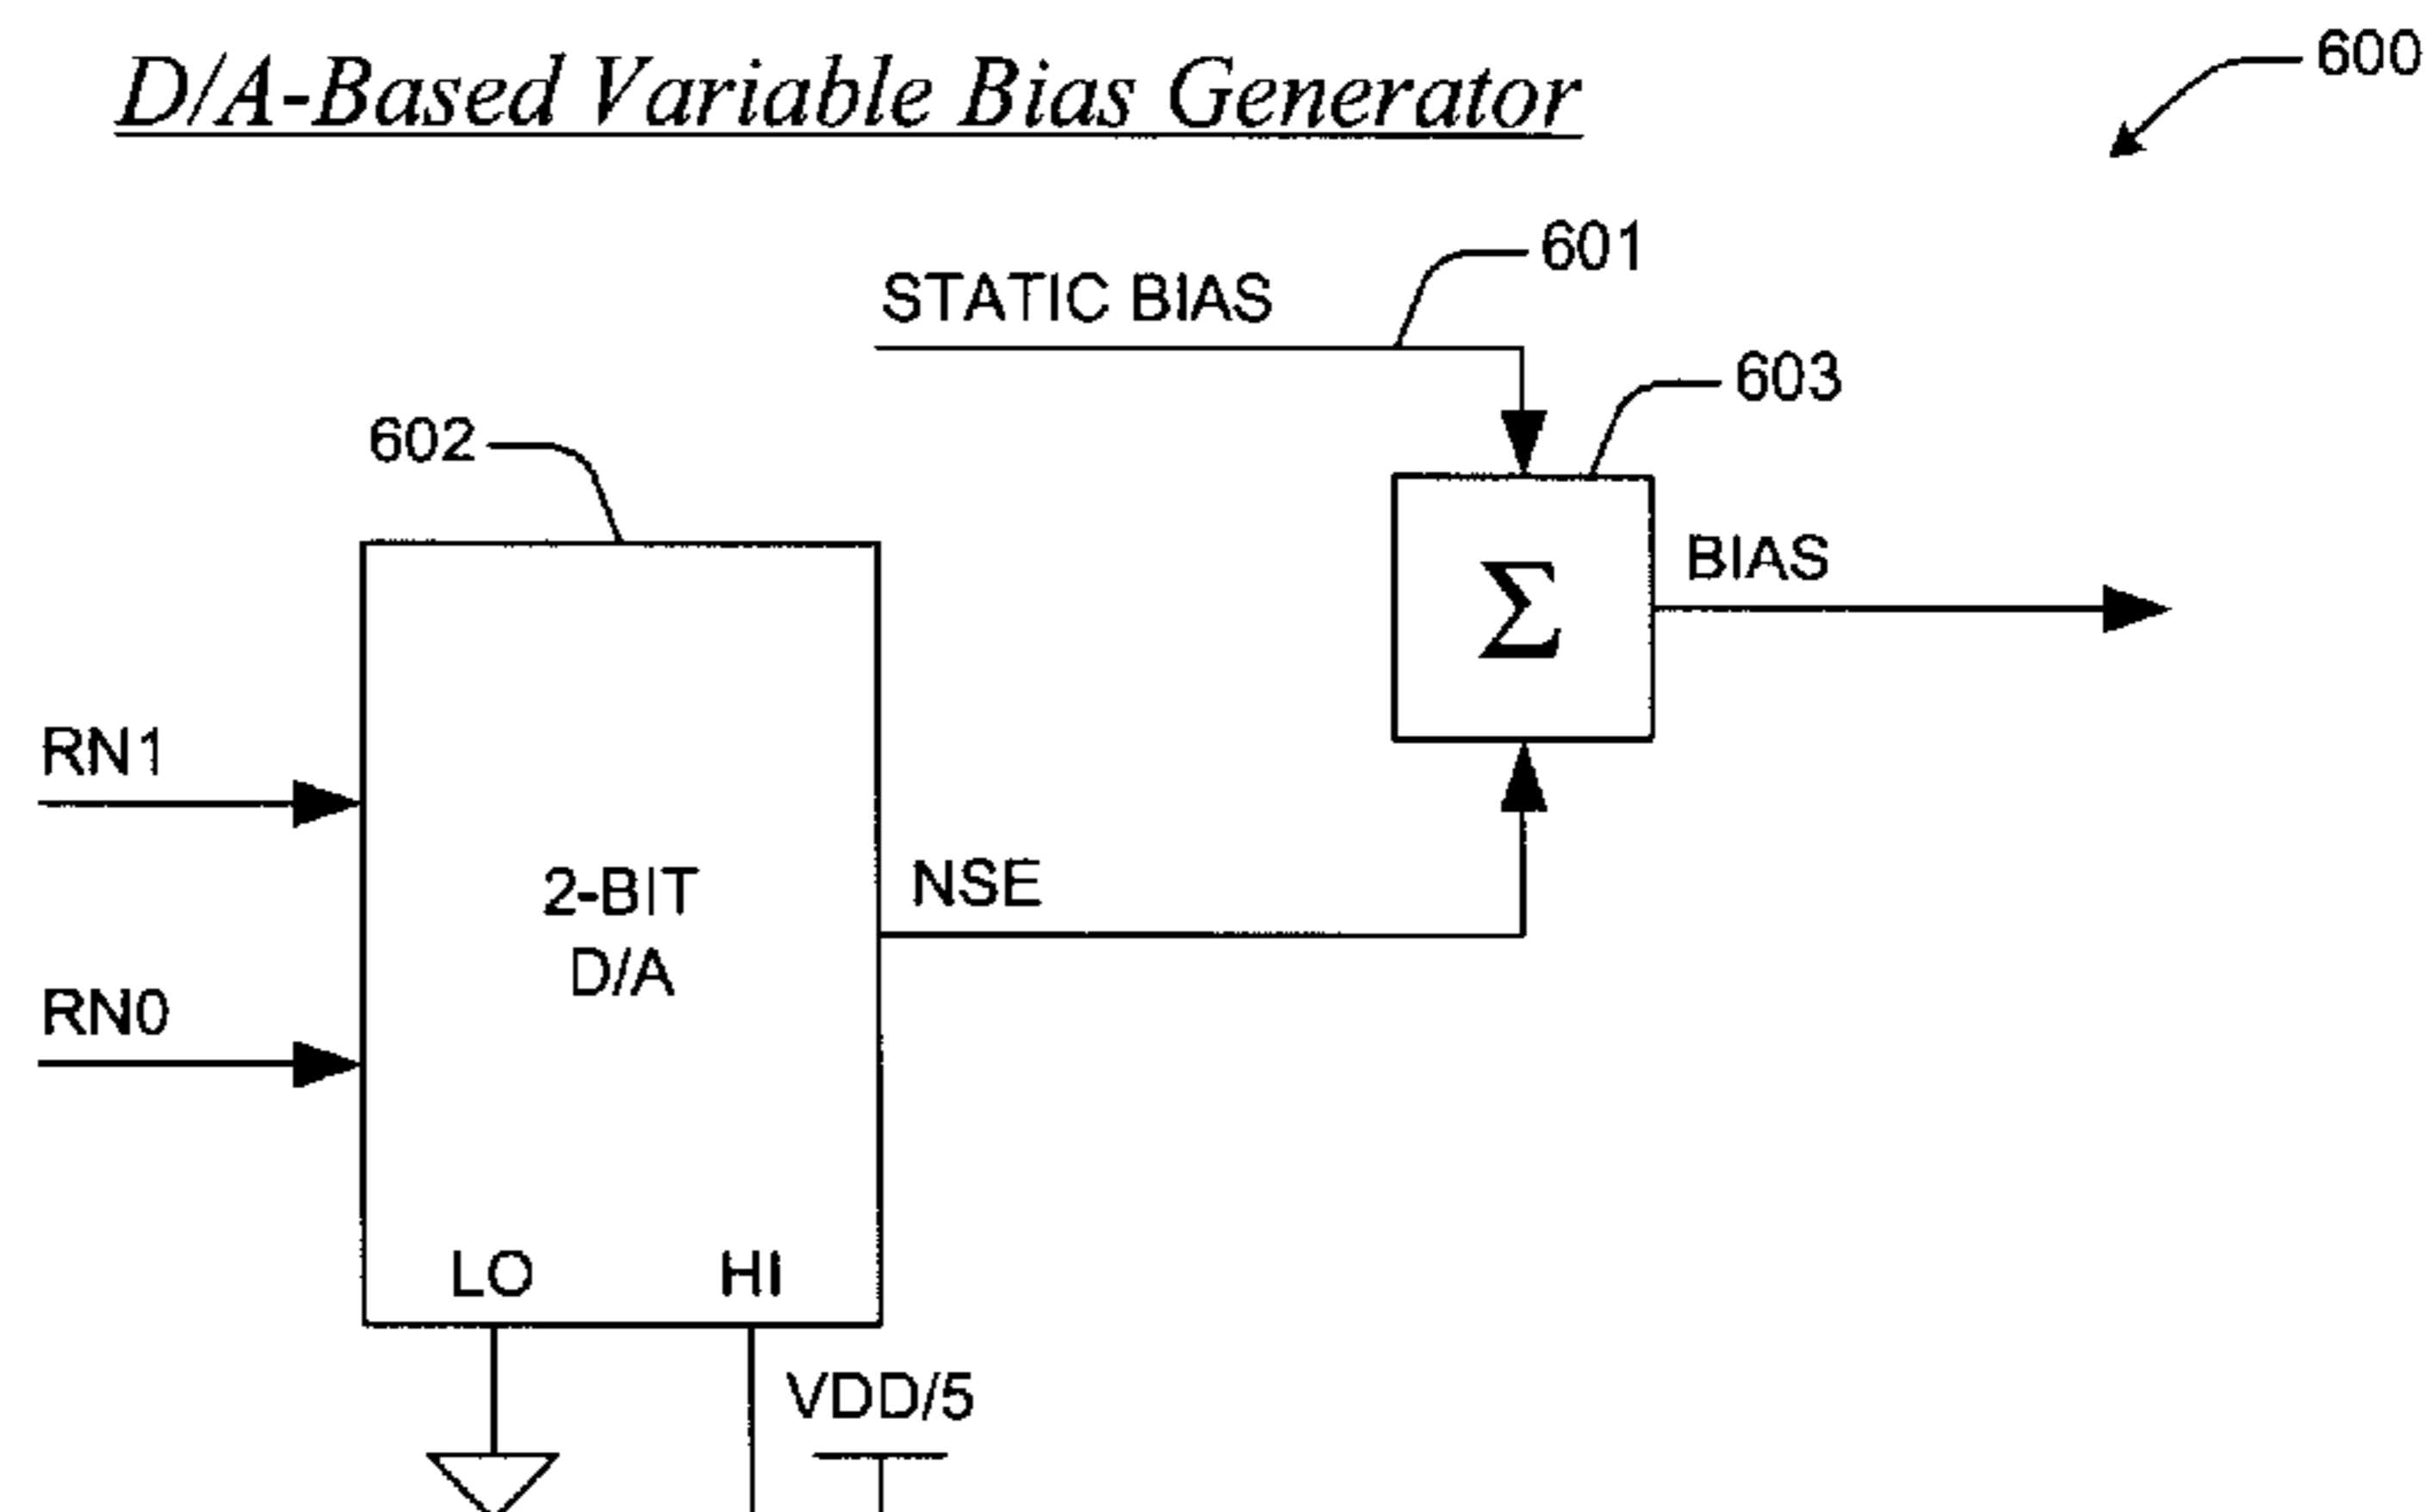 D/A-Based Variable Bias Generator
600
601
STATIC BIAS
603
602
BIAS
Σ
RN1
2-BIT
D/A
NSE
RN0
LO
HI
VDD/5